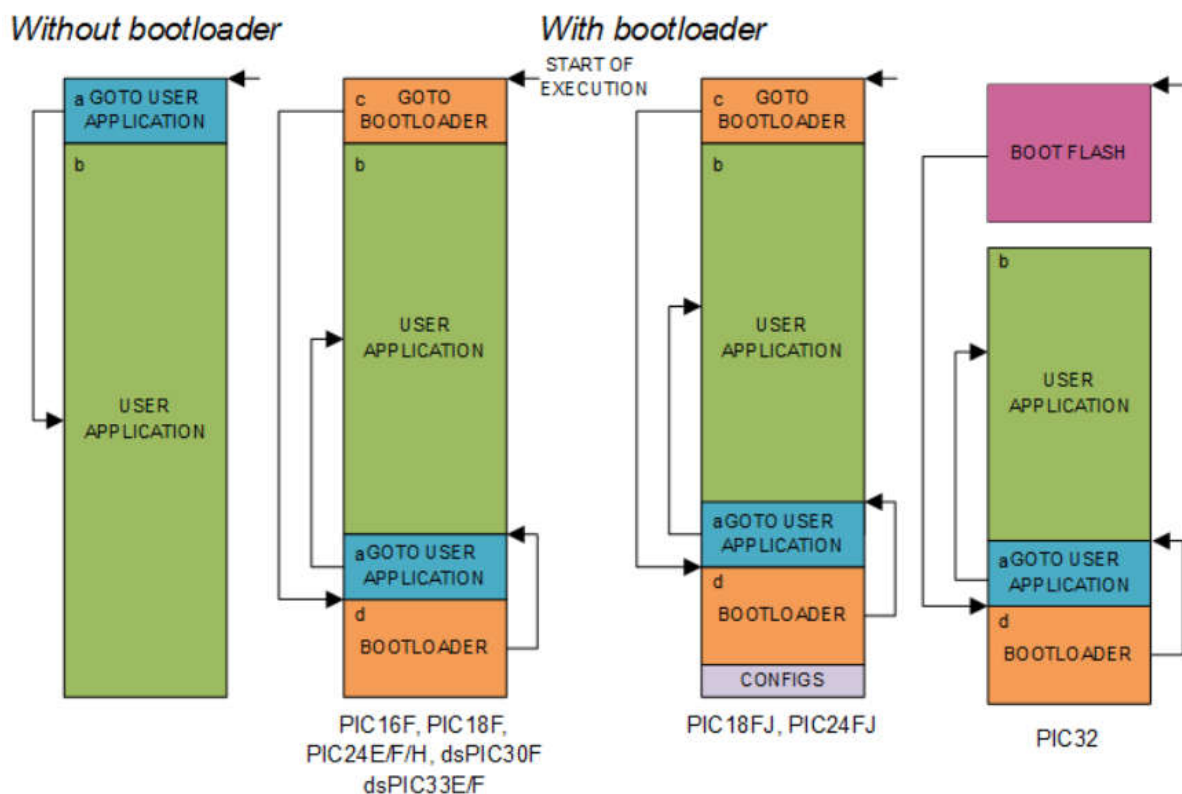 Without bootloader
With bootloader
a GOTO USER
APPLICATION
b
USER
APPLICATION
START OF
EXECUTION
c GOTO
BOOTLOADER
b
USER
APPLICATION
a GOTO USER
APPLICATION
d
BOOTLOADER
PIC16F, PIC18F,
PIC24E/F/H, dsPIC30F
dsPIC33E/F
c GOTO
BOOTLOADER
b
USER
APPLICATION
a GOTO USER
APPLICATION
d
BOOTLOADER
CONFIGS
PIC18FJ, PIC24FJ
BOOT FLASH
b
USER
APPLICATION
a GOTO USER
APPLICATION
d
BOOTLOADER
PIC32